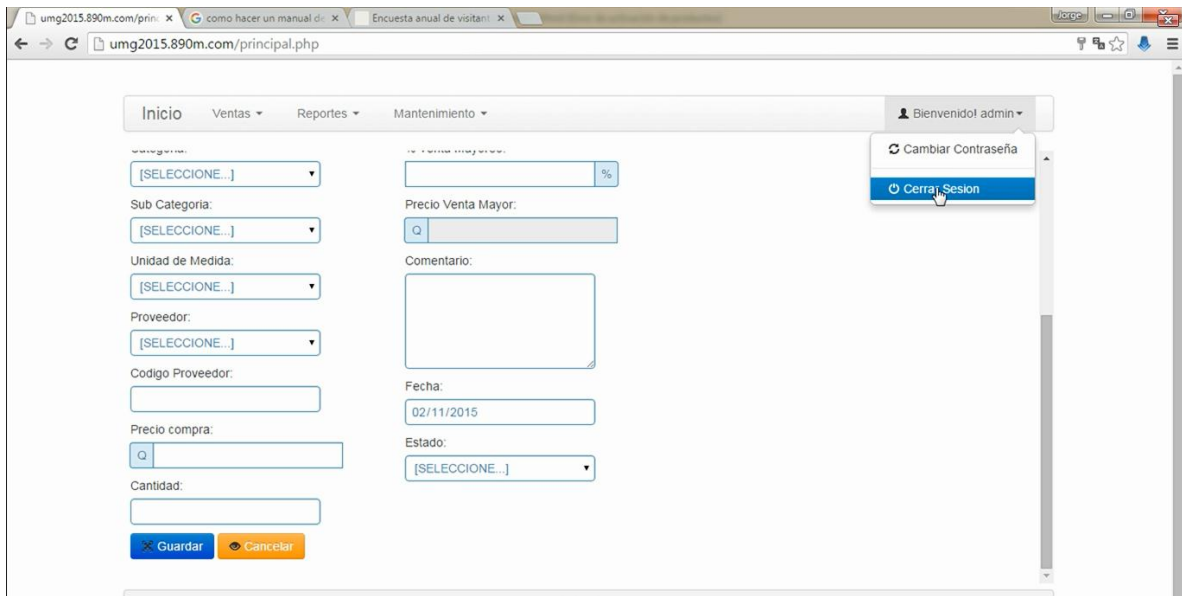 umg2015.890m.com/princ
como hacer un manual de
Encuesta anual de visitant
Jorge
umg2015.890m.com/principal.php
Inicio
Ventas
Reportes
Mantenimiento
Bienvenido! admin
Cambiar Contraseña
Cerrar Sesion
[SELECCIONE...]
%
Sub Categoria:
Precio Venta Mayor:
[SELECCIONE...]
Q
Unidad de Medida:
Comentario:
[SELECCIONE...]
Proveedor:
[SELECCIONE...]
Codigo Proveedor:
Fecha:
02/11/2015
Precio compra:
Estado:
Q
[SELECCIONE...]
Cantidad:
Guardar
Cancelar